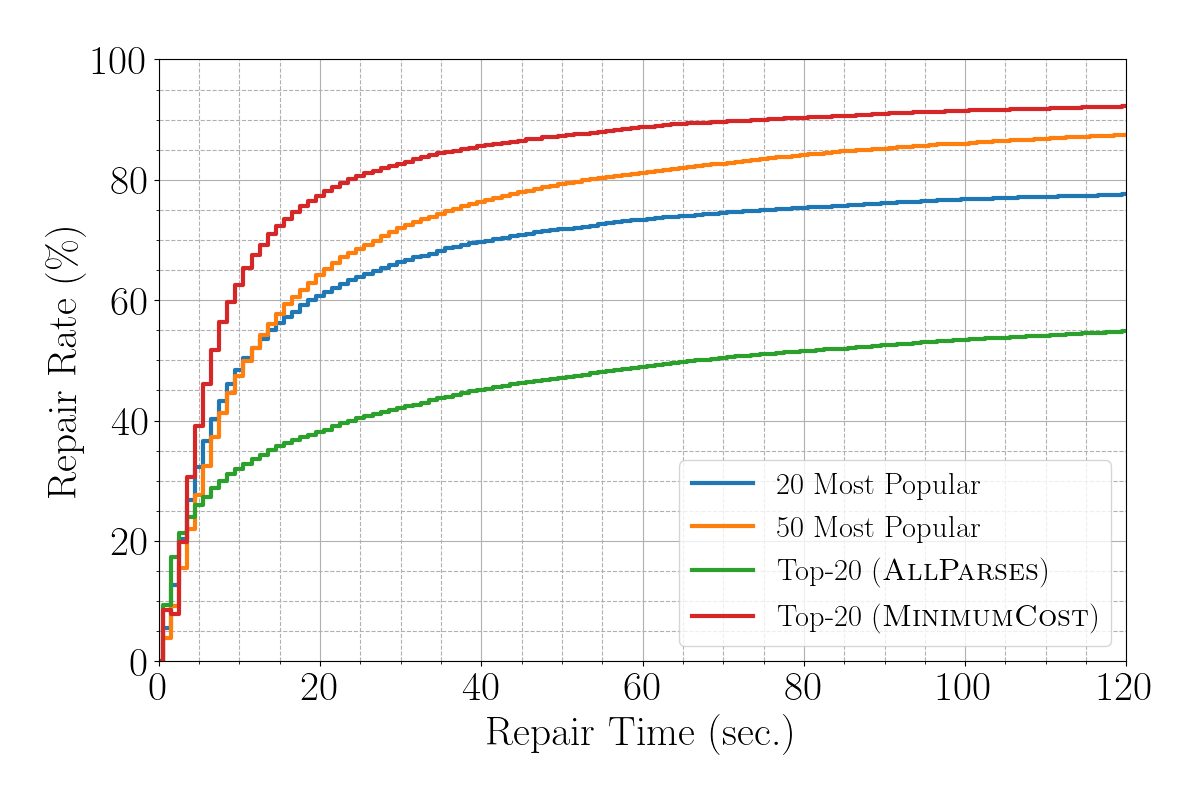 100
80
60
40
20
0
Repair Rate (%)
20 Most Popular
50 Most Popular
Top-20 (AllParses)
Top-20 (MinimumCost)
0 20 40 60 80 100 120
Repair Time (sec.)